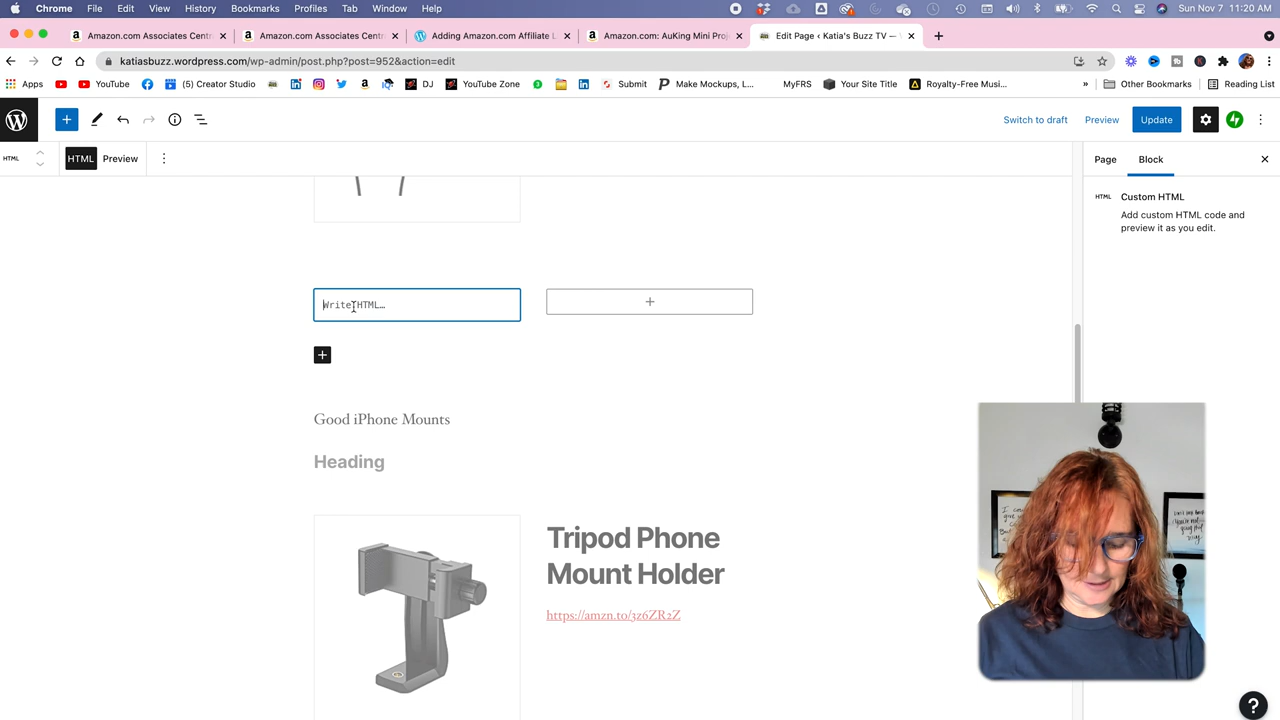 Chrome File Edit View History Bookmarks Profiles Tab Window Help Sun Nov 7 11:20 AM
Amazon.com Associates Centr × Amazon.com Associates Centr × Adding Amazon.com Affiliate L × Amazon.com: AuKing Mini Proj × Edit Page ‹ Katia's Buzz TV — × +
katiasbuzz.wordpress.com/wp-admin/post.php?post=952&action=edit
Apps YouTube (5) Creator Studio DJ YouTube Zone Submit Make Mockups, L... MyFRS Your Site Title Royalty-Free Musi... » Other Bookmarks Reading List
Switch to draft Preview Update
HTML HTML Preview
Page Block
HTML Custom HTML
Add custom HTML code and
preview it as you edit.
Write HTML…
Good iPhone Mounts
Heading
Tripod Phone
Mount Holder
https://amzn.to/3z6ZR2Z